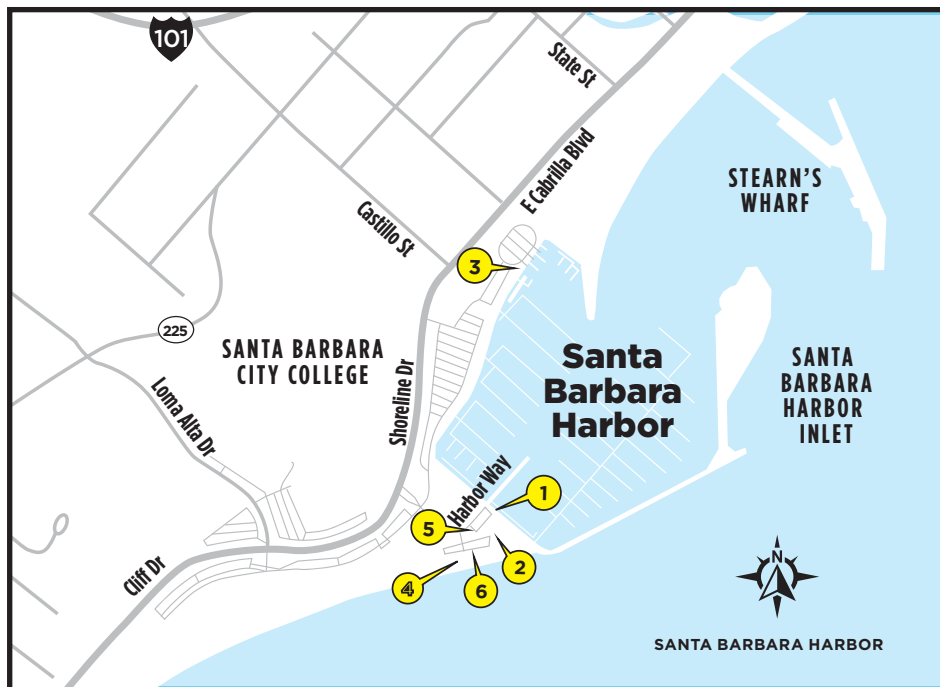 101
State St
E Cabrilla Blvd
STEARN'S
WHARF
Castillo St
3
225
SANTA BARBARA
CITY COLLEGE
Santa
Barbara
Harbor
SANTA
BARBARA
HARBOR
INLET
Loma Alta Dr
Shoreline Dr
Harbor Way
1
5
2
4
6
Cliff Dr
N
SANTA BARBARA HARBOR